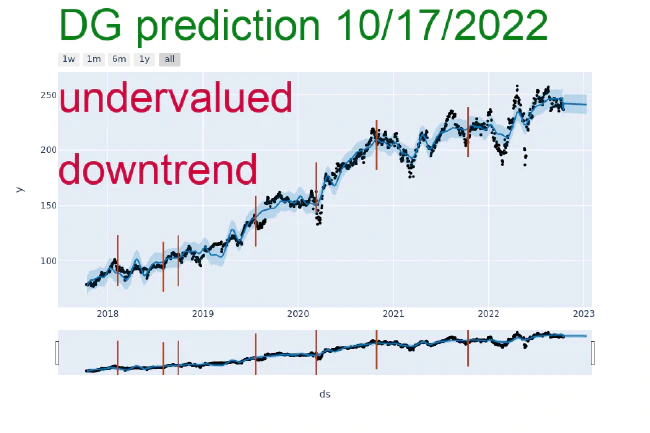 DG prediction 10/17/2022
1w 1m 6m 1y all
undervalued
downtrend
250
200
150
100
y
2018 2019 2020 2021 2022 2023
ds